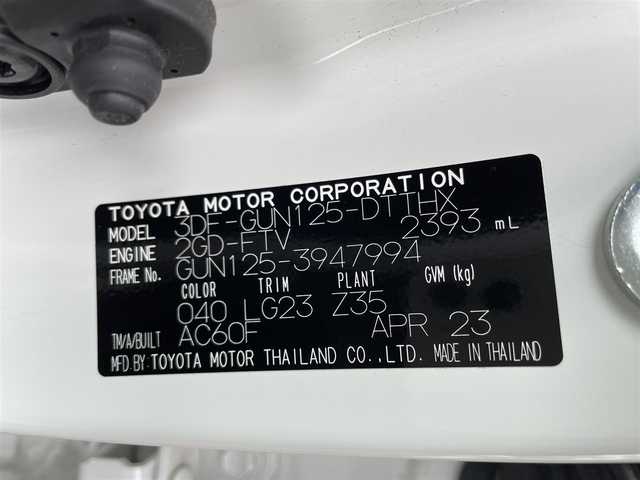 TOYOTA MOTOR CORPORATION
MODEL 3DF-GUN125-DTTHX
ENGINE 2GD-FTV 2393 mL
FRAME No. GUN125-3947994
COLOR TRIM PLANT GVM (kg)
040 LG23 Z35
TM/A/BUILT AC60F APR 23
MFD.BY:TOYOTA MOTOR THAILAND CO.,LTD. MADE IN THAILAND